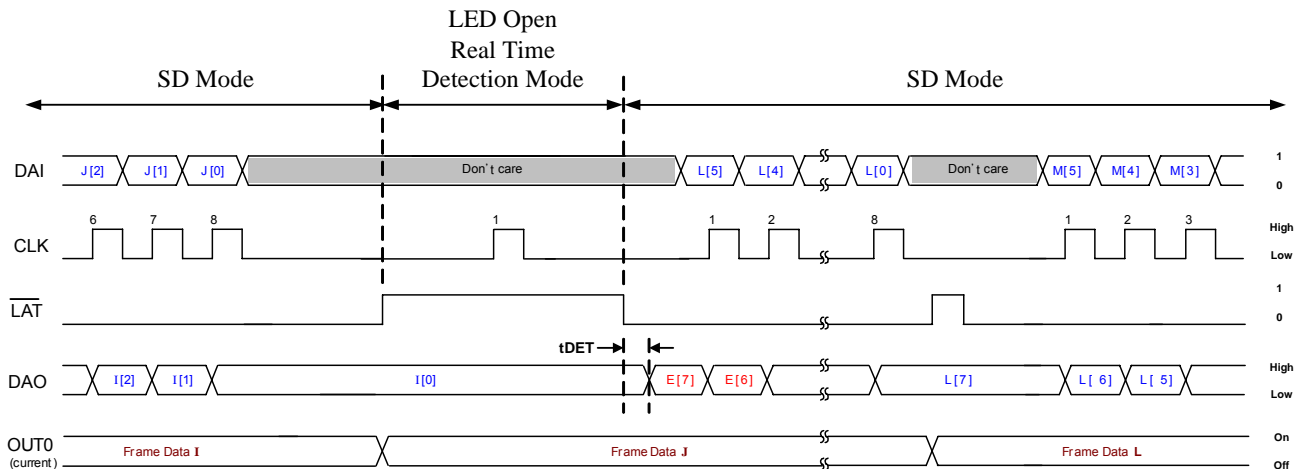 LED Open
Real Time
SD Mode Detection Mode SD Mode
DAI J[2] J[1] J[0] Don't care L[5] L[4] L[0] Don't care M[5] M[4] M[3] 1
0
6 7 8 1 1 2 8 1 2 3
CLK High
Low
LAT 1
0
tDET
DAO I[2] I[1] I[0] E[7] E[6] L[7] L[ 6] L[ 5] High
Low
OUT0 Frame Data I Frame Data J Frame Data L On
(current) Off